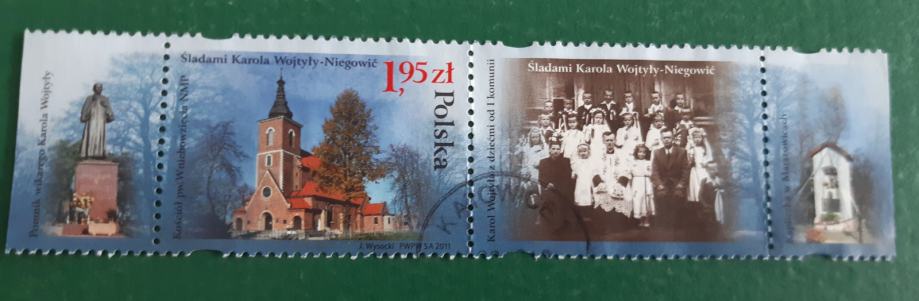 Pomnik wikarego Karola Wojtyły
Kościół pw. Wniebowzięcia NMP
Śladami Karola Wojtyły-Niegowić
1,95 zł
Polska
J. Wysocki PWPW SA 2011
Karol Wojtyła z dziećmi od I komunii
Śladami Karola Wojtyły-Niegowić
w